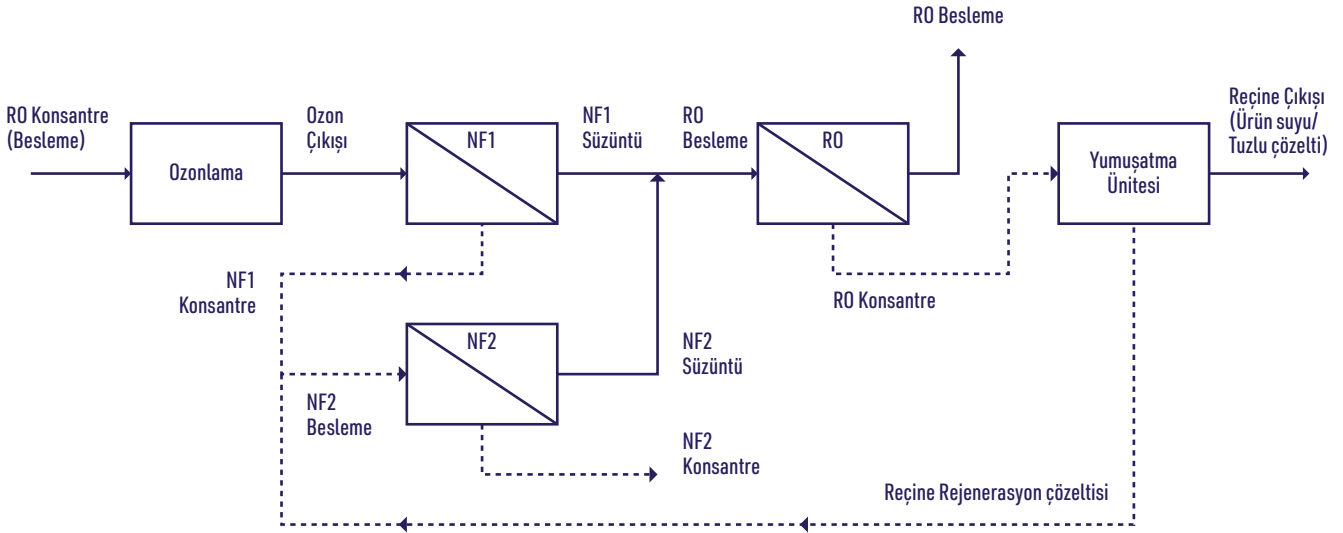 RO Besleme
RO Konsantre
(Besleme)
Ozonlama
Ozon
Çıkışı
NF1
NF1
Süzüntü
RO
Besleme
RO
Yumuşatma
Ünitesi
Reçine Çıkışı
(Ürün suyu/
Tuzlu çözelti)
NF1
Konsantre
RO Konsantre
NF2
NF2
Süzüntü
NF2
Besleme
NF2
Konsantre
Reçine Rejenerasyon çözeltisi